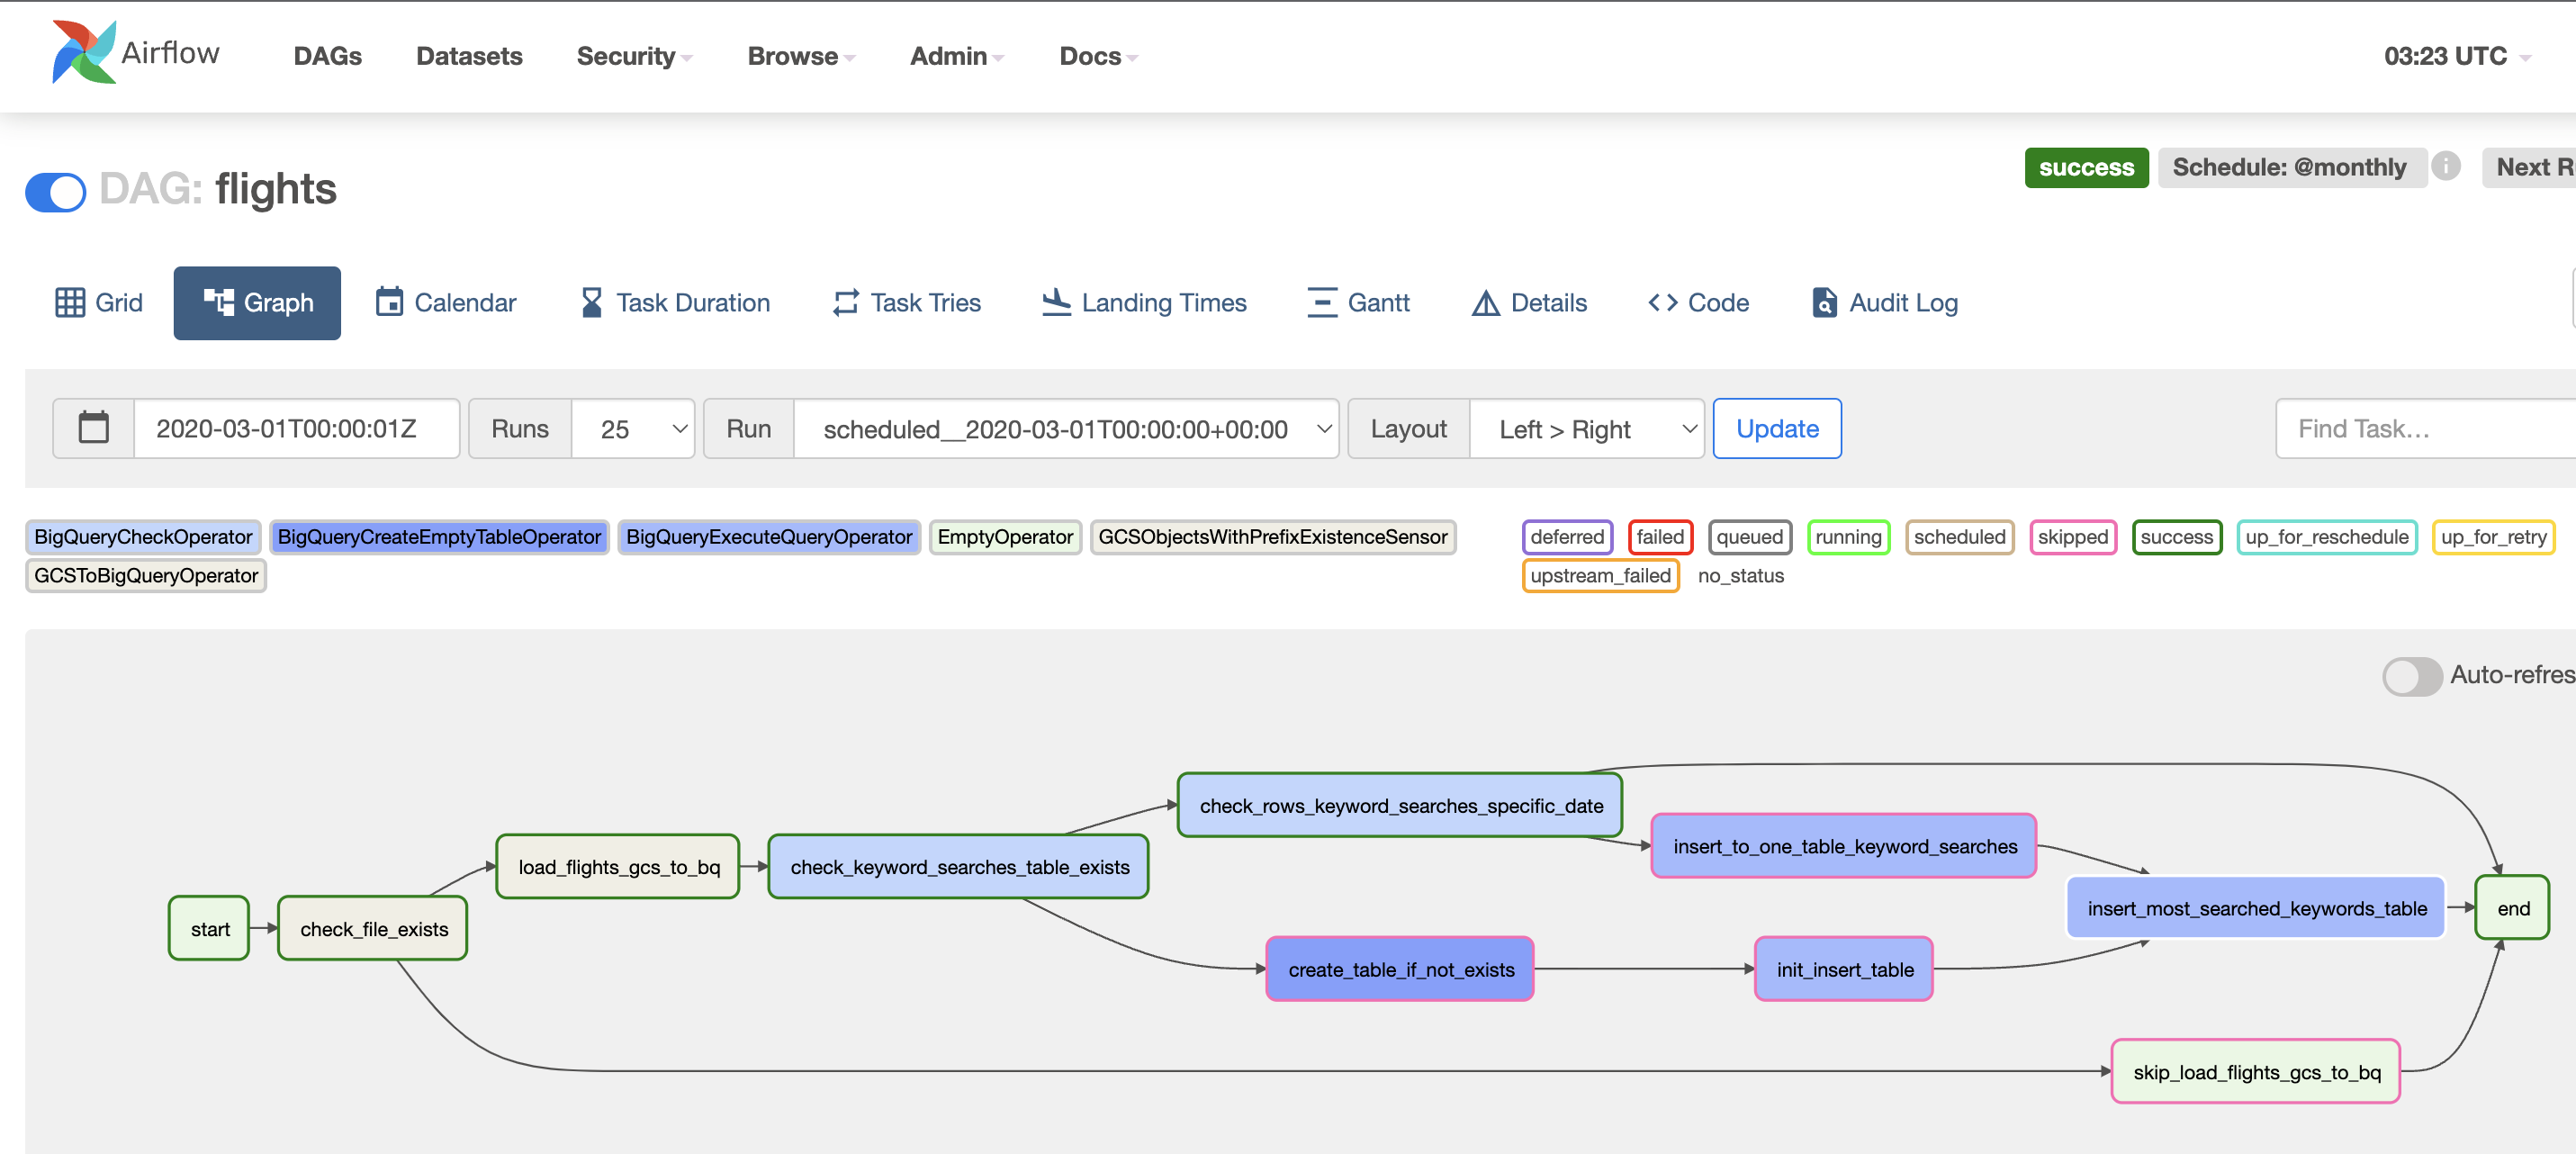 Airflow DAGs Datasets Security Browse Admin Docs 03:23 UTC
success Schedule: @monthly i Next R
DAG: flights
Grid Graph Calendar Task Duration Task Tries Landing Times Gantt Details Code Audit Log
2020-03-01T00:00:01Z Runs 25 Run scheduled__2020-03-01T00:00:00+00:00 Layout Left > Right Update Find Task...
BigQueryCheckOperator BigQueryCreateEmptyTableOperator BigQueryExecuteQueryOperator EmptyOperator GCSObjectsWithPrefixExistenceSensor
GCSToBigQueryOperator
deferred failed queued running scheduled skipped success up_for_reschedule up_for_retry
upstream_failed no_status
Auto-refres
start
check_file_exists
load_flights_gcs_to_bq
check_keyword_searches_table_exists
check_rows_keyword_searches_specific_date
insert_to_one_table_keyword_searches
create_table_if_not_exists
init_insert_table
insert_most_searched_keywords_table
end
skip_load_flights_gcs_to_bq